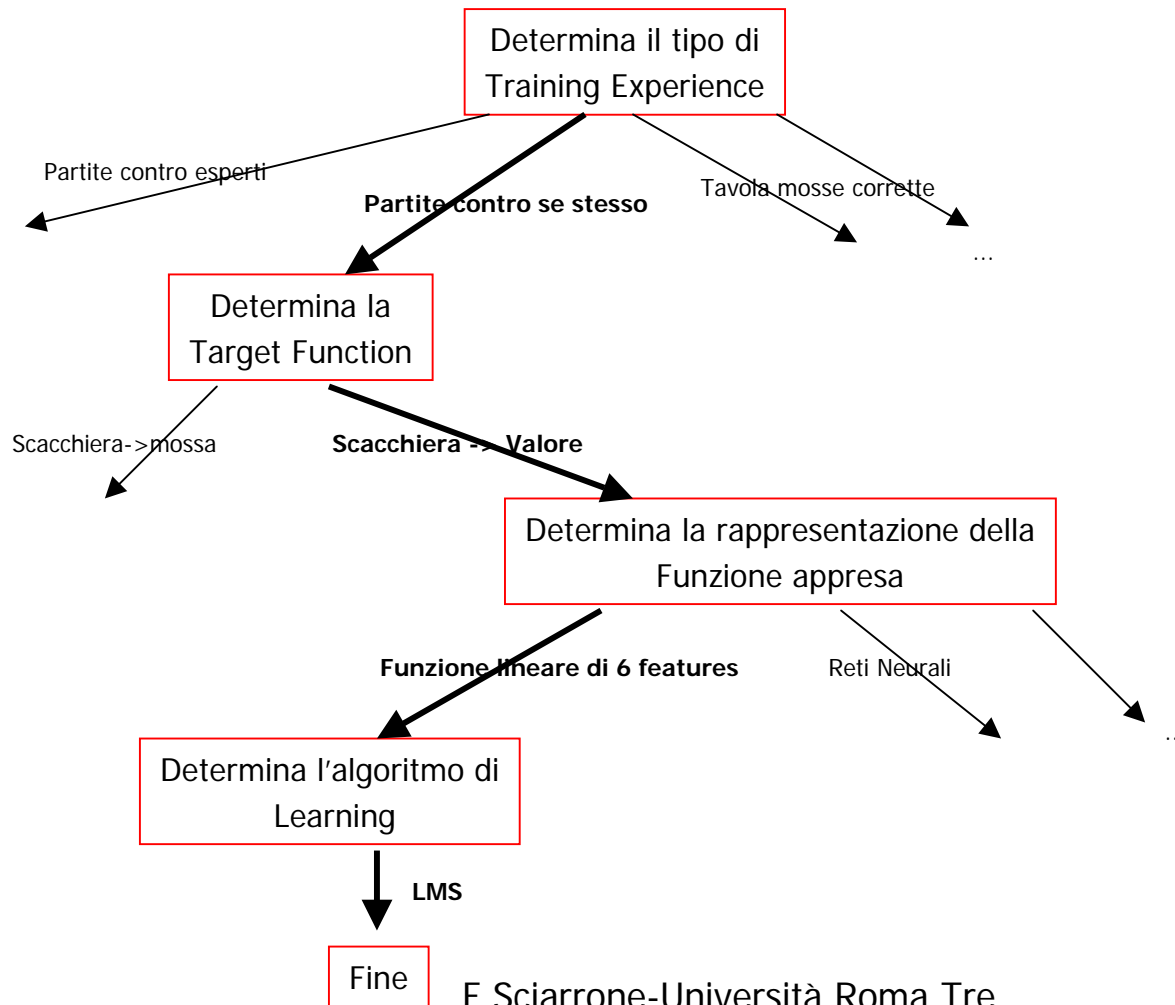 Determina il tipo di
Training Experience
Partite contro esperti
Partite contro se stesso
Tavola mosse corrette
...
Determina la
Target Function
Scacchiera->mossa
Scacchiera -> Valore
Determina la rappresentazione della
Funzione appresa
Funzione lineare di 6 features
Reti Neurali
..
Determina l'algoritmo di
Learning
LMS
Fine
F.Sciarrone-Università Roma Tre